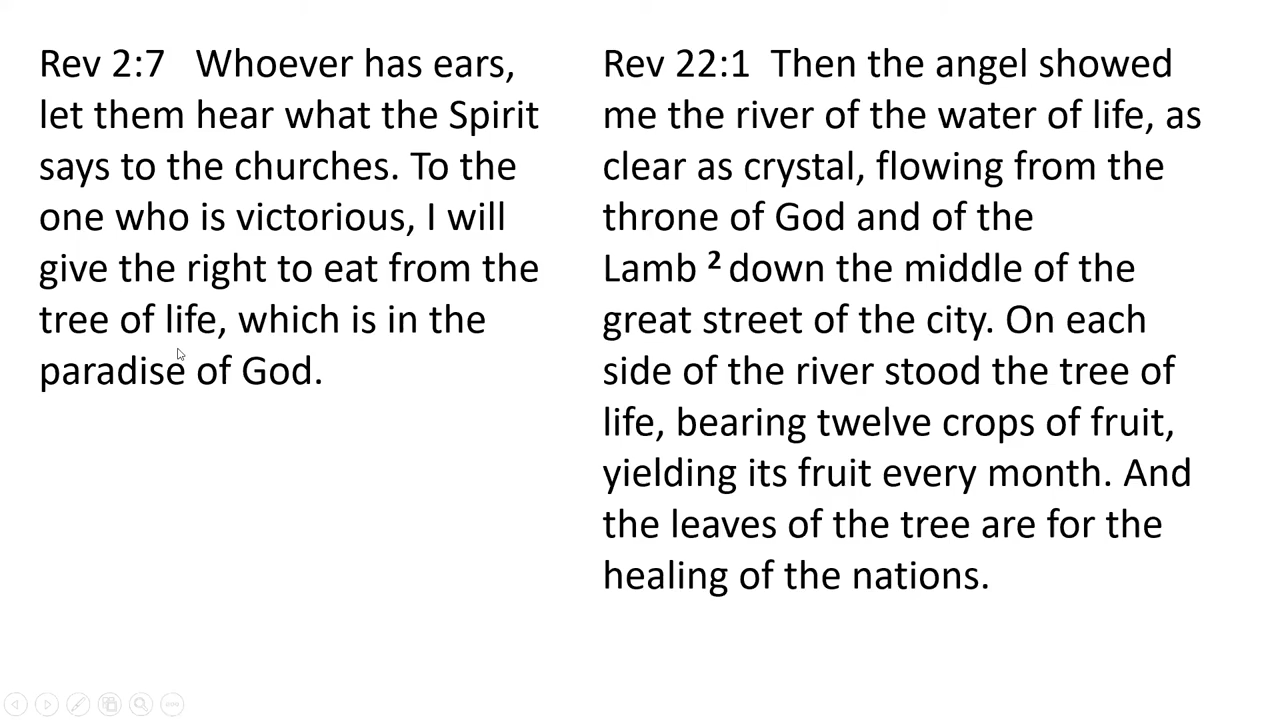 Rev 2:7   Whoever has ears,
let them hear what the Spirit
says to the churches. To the
one who is victorious, I will
give the right to eat from the
tree of life, which is in the
paradise of God.
Rev 22:1  Then the angel showed
me the river of the water of life, as
clear as crystal, flowing from the
throne of God and of the
Lamb ² down the middle of the
great street of the city. On each
side of the river stood the tree of
life, bearing twelve crops of fruit,
yielding its fruit every month. And
the leaves of the tree are for the
healing of the nations.